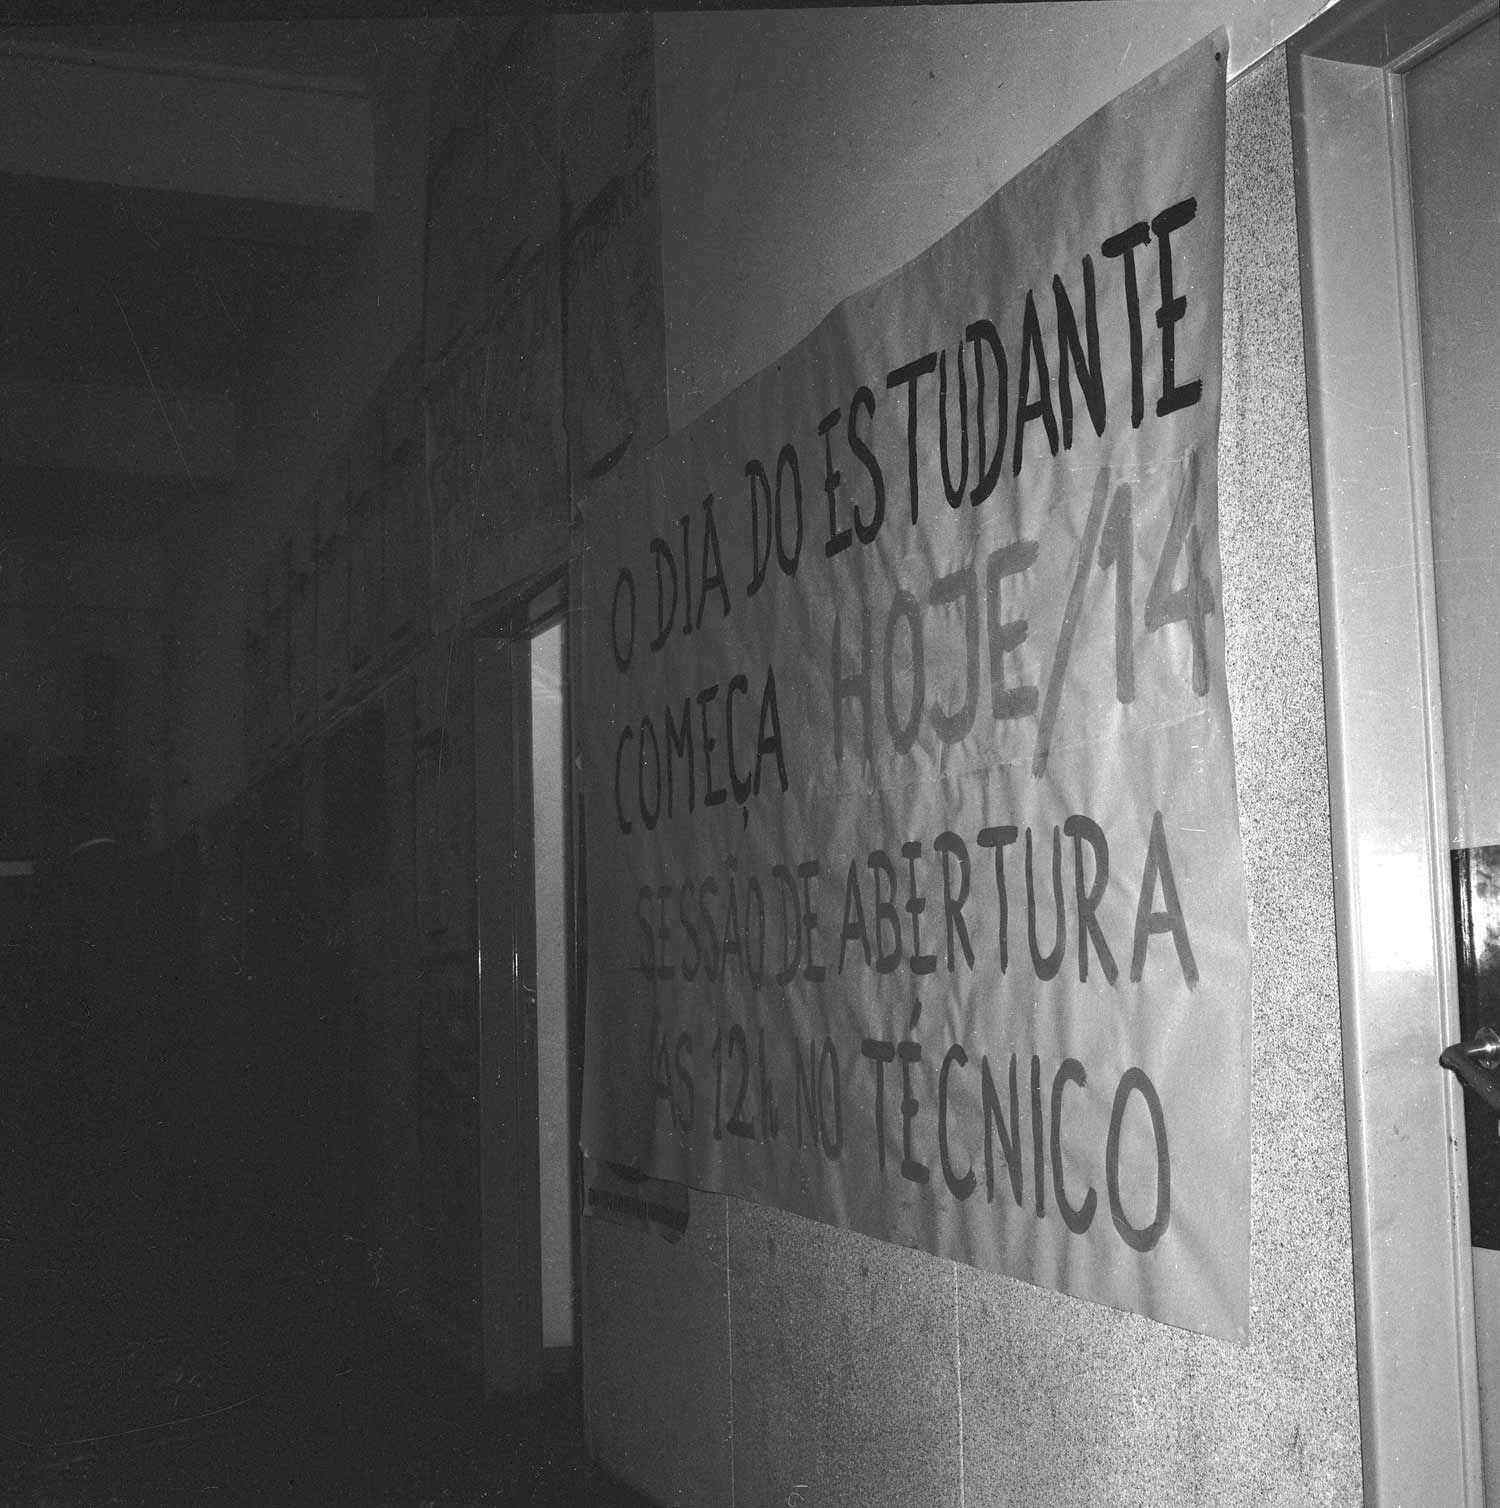 O DIA DO ESTUDANTE
COMEÇA HOJE/14
SESSÃO DE ABERTURA
ÀS 12h. NO TÉCNICO